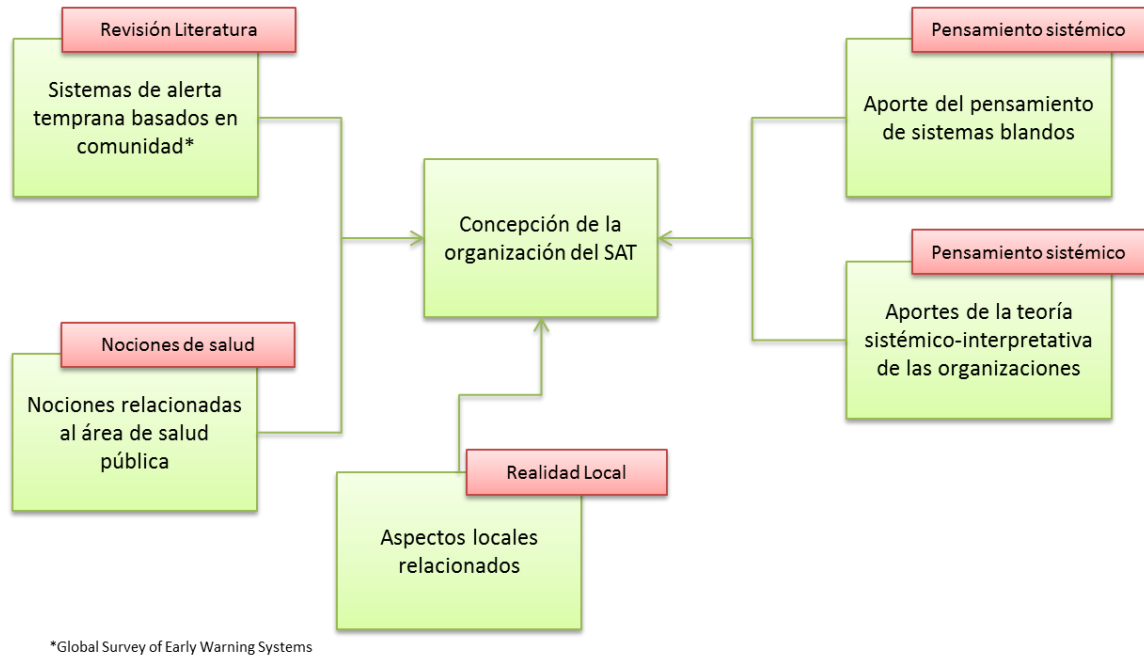 Revisión Literatura
Sistemas de alerta
temprana basados en
comunidad*
Nociones de salud
Nociones relacionadas
al área de salud
pública
Concepción de la
organización del SAT
Realidad Local
Aspectos locales
relacionados
Pensamiento sistémico
Aporte del pensamiento
de sistemas blandos
Pensamiento sistémico
Aportes de la teoría
sistémico-interpretativa
de las organizaciones
*Global Survey of Early Warning Systems